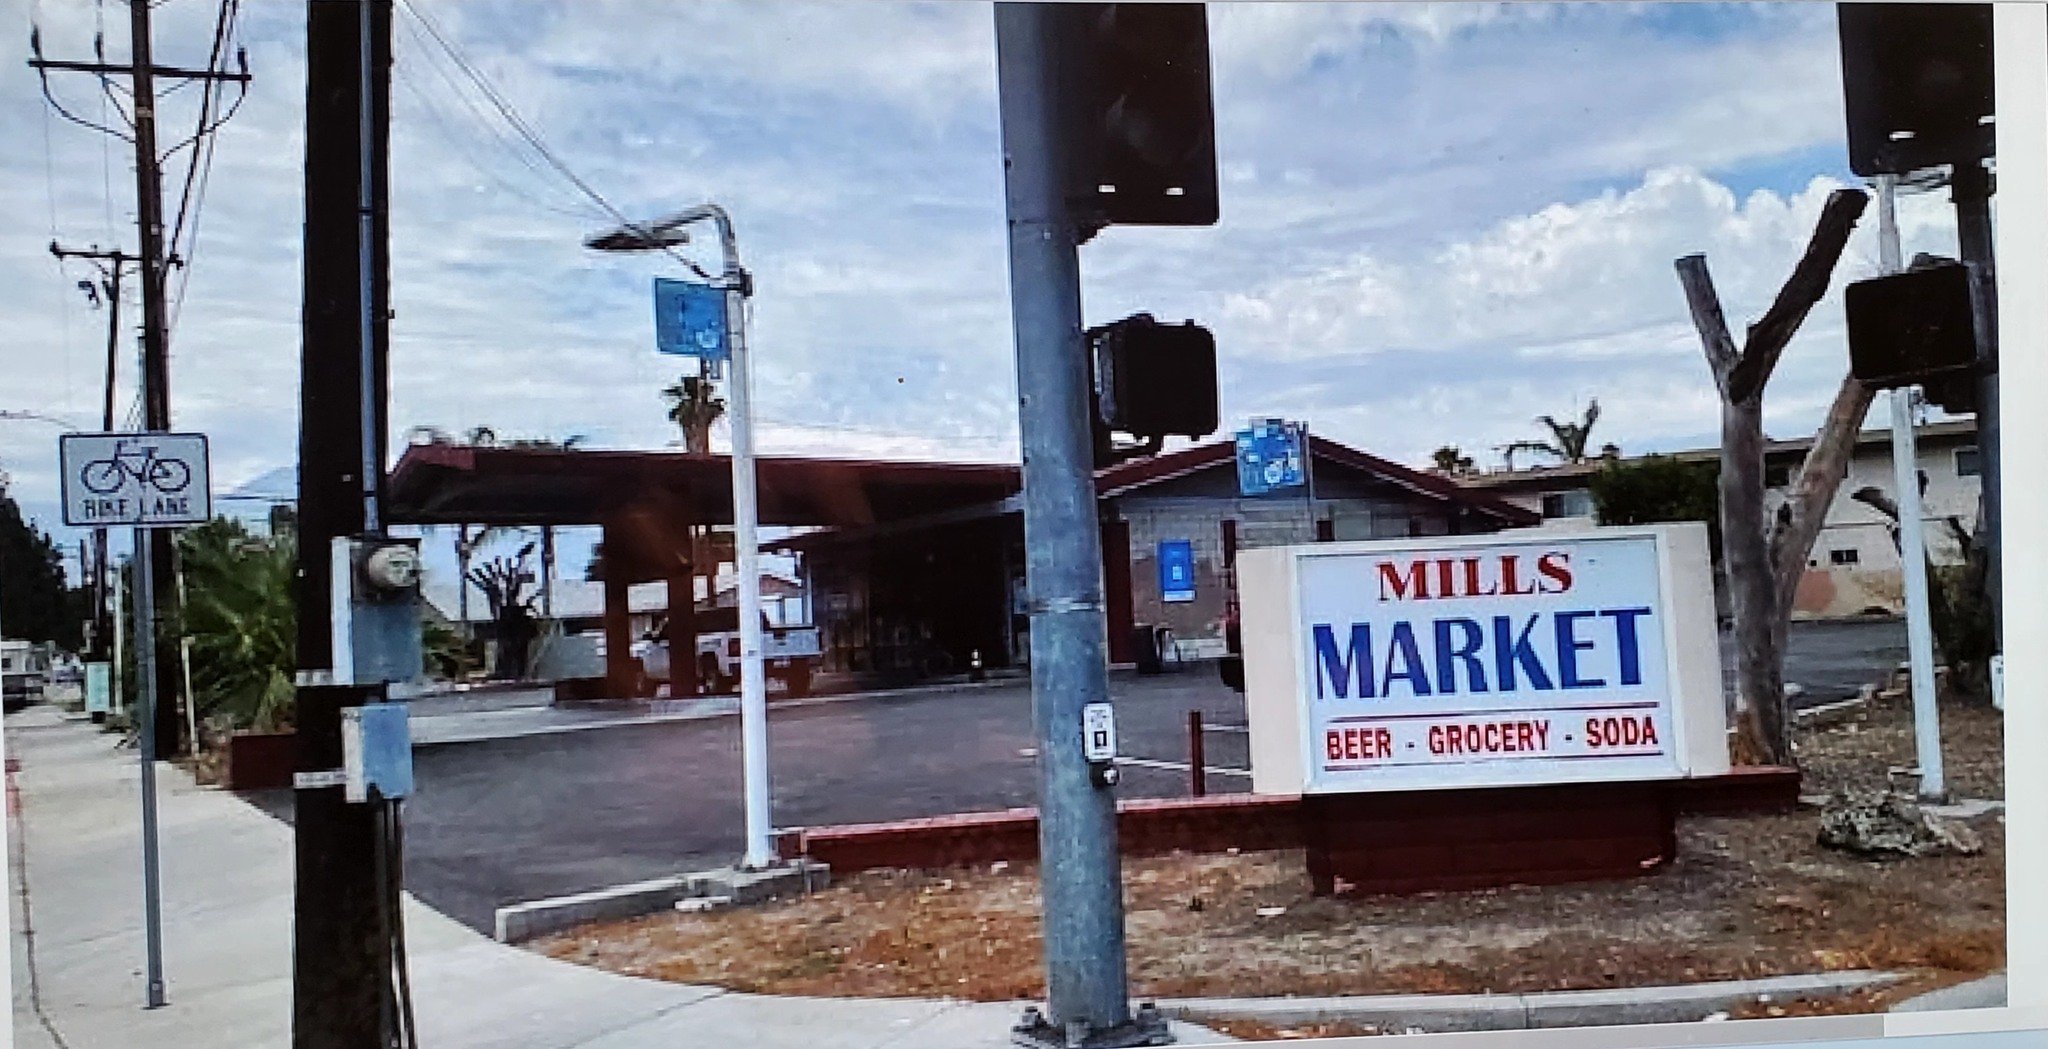 BIKE LANE
MILLS
MARKET
BEER - GROCERY - SODA